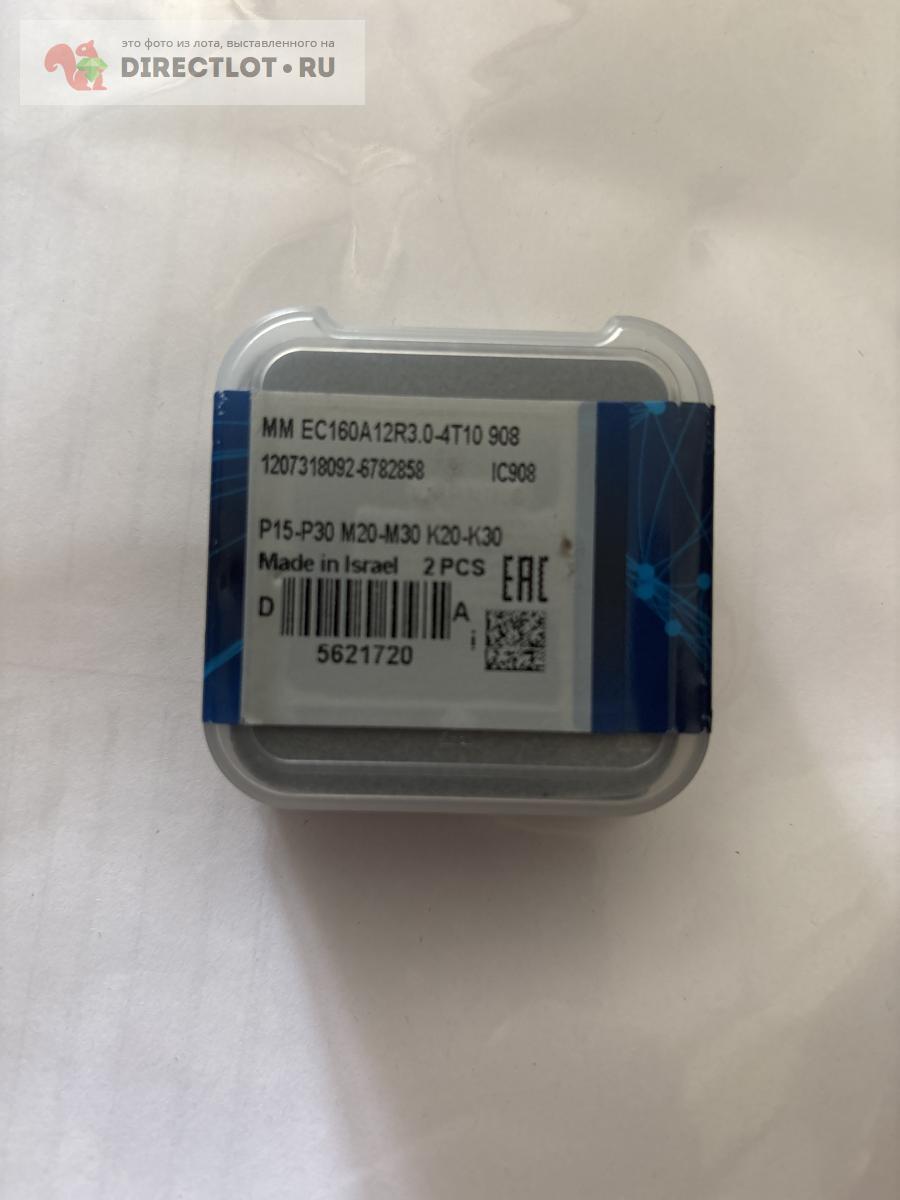 это фото из лота, выставленного на
DIRECTLOT•RU
MM EC160A12R3.0-4T10 908
1207318092-6782858 IC908
P15-P30 M20-M30 K20-K30
Made in Israel 2 PCS EAC
D A
i
5621720